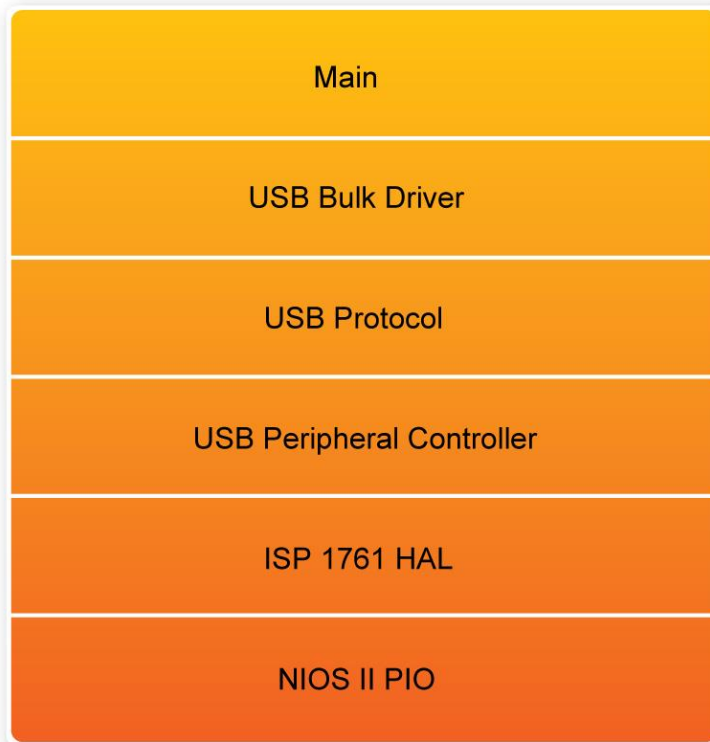 Main
USB Bulk Driver
USB Protocol
USB Peripheral Controller
ISP 1761 HAL
NIOS II PIO